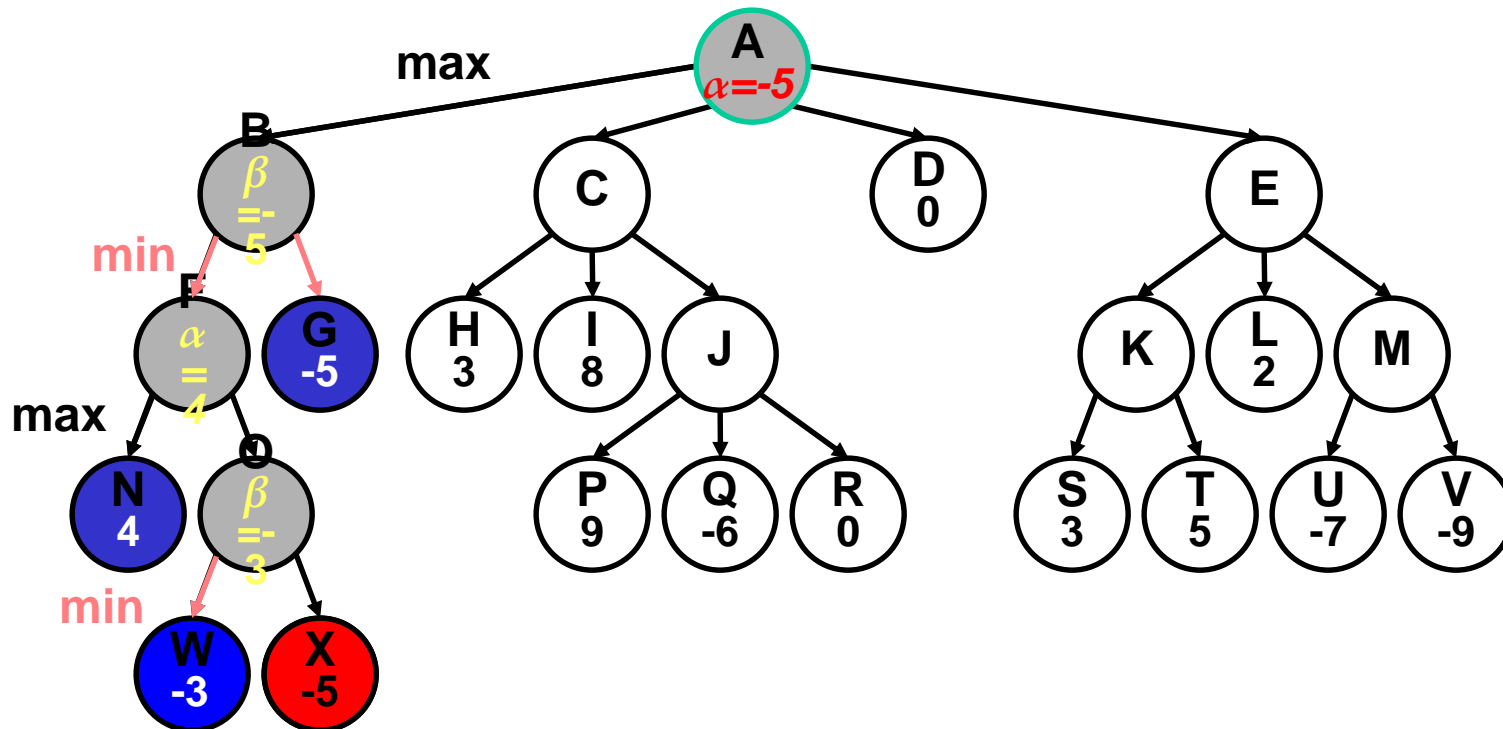 A
max
α=-5
B
β
=-
5
C
D
0
E
min
F
α
=
4
G
-5
H
3
I
8
J
K
L
2
M
max
N
4
O
β
=-
3
P
9
Q
-6
R
0
S
3
T
5
U
-7
V
-9
min
W
-3
X
-5